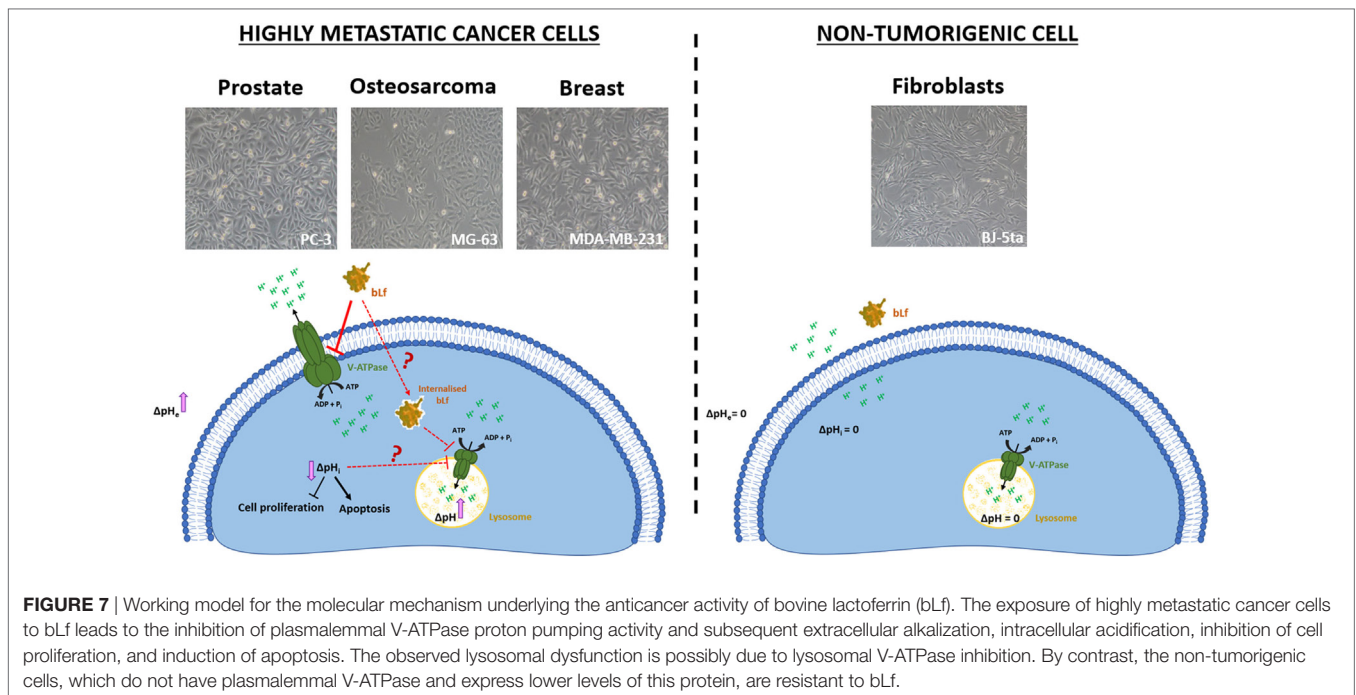 HIGHLY METASTATIC CANCER CELLS
NON-TUMORIGENIC CELL
Prostate
Osteosarcoma
Breast
Fibroblasts
PC-3
MG-63
MDA-MB-231
BJ-5ta
H⁺ H⁺ H⁺ H⁺ H⁺ H⁺ H⁺ H⁺ H⁺
bLf
V-ATPase
ATP
ADP + Pᵢ
?
Internalised
bLf
ΔpHₑ
H⁺ H⁺ H⁺ H⁺ H⁺ H⁺
H⁺ H⁺ H⁺ H⁺ H⁺ H⁺
ATP
ADP + Pᵢ
?
ΔpHᵢ
Cell proliferation
Apoptosis
H⁺ H⁺ H⁺ H⁺ H⁺
ΔpH
Lysosome
bLf
H⁺ H⁺ H⁺ H⁺ H⁺ H⁺
ΔpHₑ = 0
ΔpHᵢ = 0
H⁺ H⁺ H⁺ H⁺ H⁺ H⁺
ATP
ADP + Pᵢ
V-ATPase
H⁺ H⁺ H⁺ H⁺ H⁺
ΔpH = 0
Lysosome
FIGURE 7 | Working model for the molecular mechanism underlying the anticancer activity of bovine lactoferrin (bLf). The exposure of highly metastatic cancer cells
to bLf leads to the inhibition of plasmalemmal V-ATPase proton pumping activity and subsequent extracellular alkalization, intracellular acidification, inhibition of cell
proliferation, and induction of apoptosis. The observed lysosomal dysfunction is possibly due to lysosomal V-ATPase inhibition. By contrast, the non-tumorigenic
cells, which do not have plasmalemmal V-ATPase and express lower levels of this protein, are resistant to bLf.